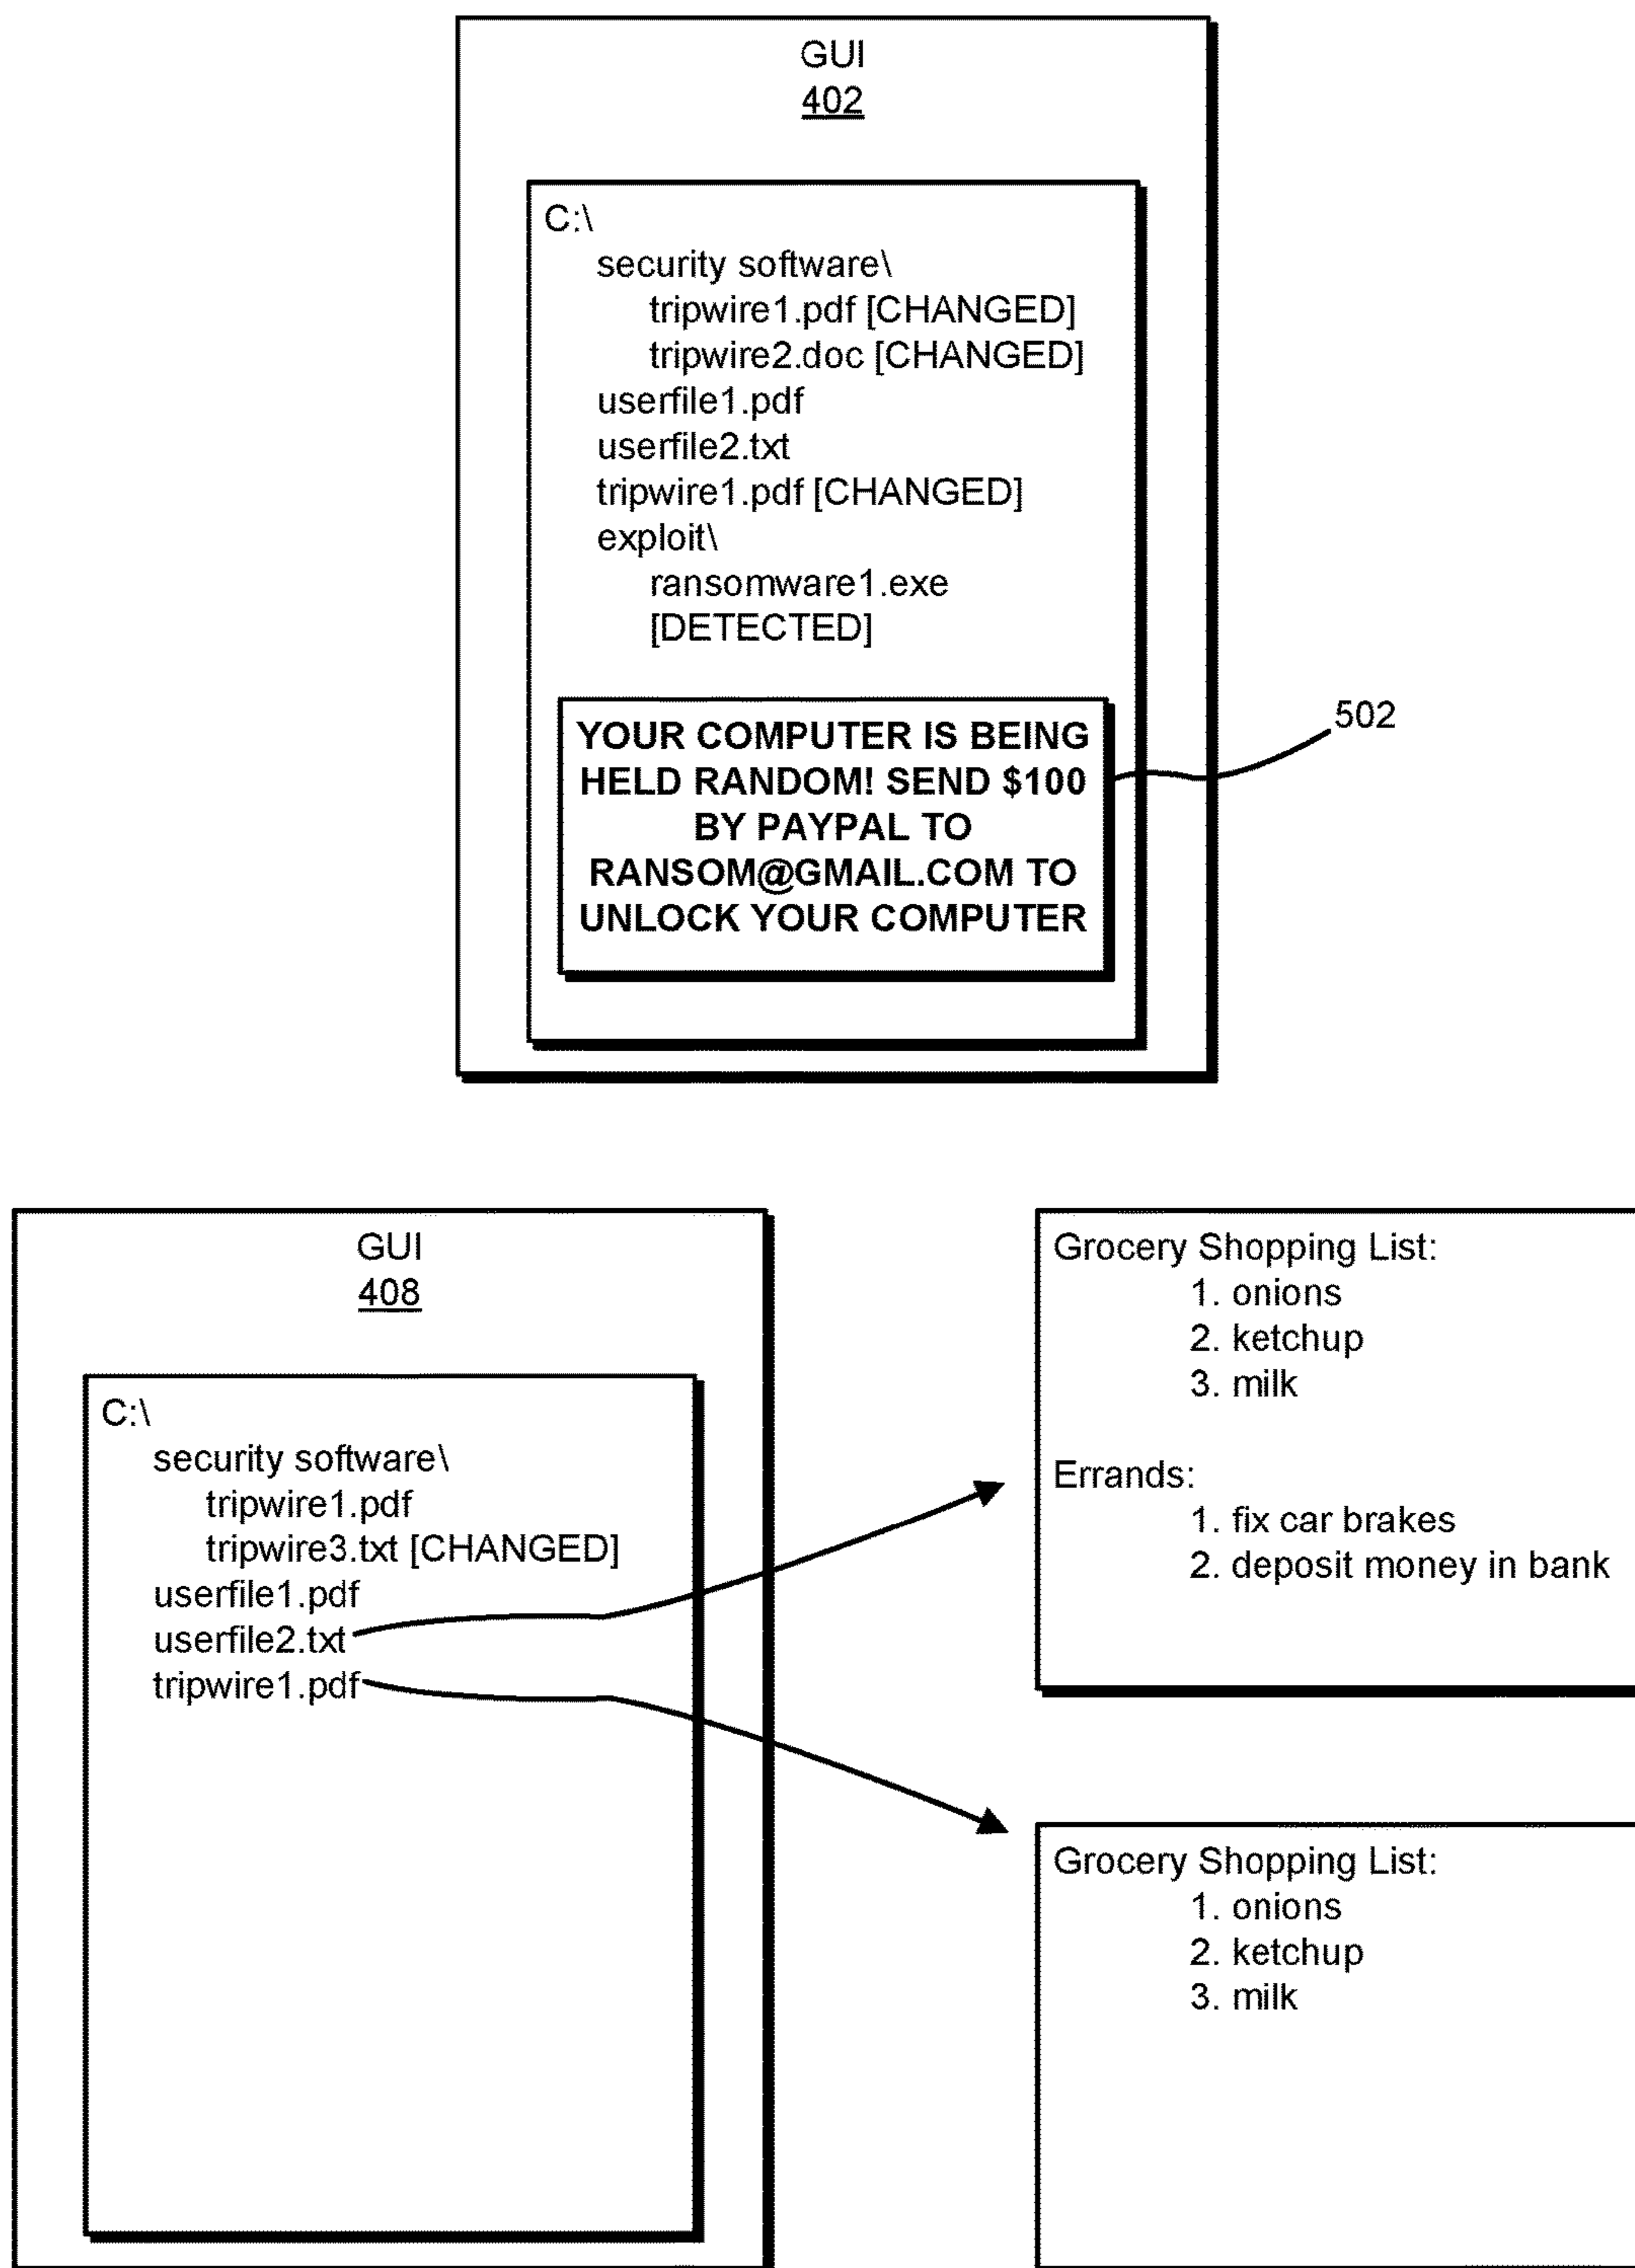 GUI
402
C:\
security software\
tripwire1.pdf [CHANGED]
tripwire2.doc [CHANGED]
userfile1.pdf
userfile2.txt
tripwire1.pdf [CHANGED]
exploit\
ransomware1.exe
[DETECTED]
YOUR COMPUTER IS BEING
HELD RANDOM! SEND $100
BY PAYPAL TO
RANSOM@GMAIL.COM TO
UNLOCK YOUR COMPUTER
502
GUI
408
C:\
security software\
tripwire1.pdf
tripwire3.txt [CHANGED]
userfile1.pdf
userfile2.txt
tripwire1.pdf
Grocery Shopping List:
1. onions
2. ketchup
3. milk
Errands:
1. fix car brakes
2. deposit money in bank
Grocery Shopping List:
1. onions
2. ketchup
3. milk